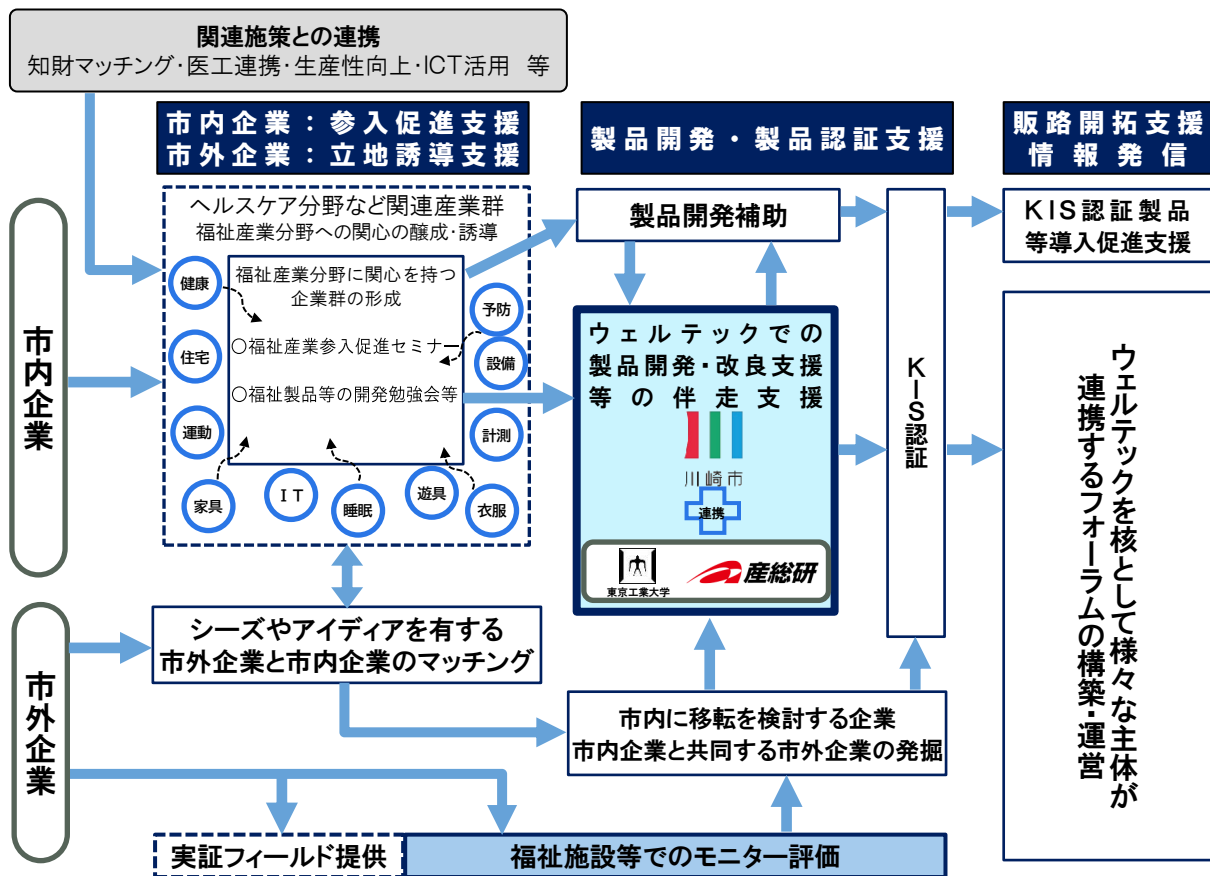 関連施策との連携
知財マッチング・医工連携・生産性向上・ICT活用 等
市内企業：参入促進支援
市外企業：立地誘導支援
製品開発・製品認証支援
販路開拓支援
情報発信
市内企業
ヘルスケア分野など関連産業群
福祉産業分野への関心の醸成・誘導
福祉産業分野に関心を持つ
企業群の形成
〇福祉産業参入促進セミナー
〇福祉製品等の開発勉強会等
健康
住宅
運動
家具
IT
睡眠
遊具
衣服
計測
設備
予防
製品開発補助
ウェルテックでの
製品開発・改良支援
等の伴走支援
川崎市
連携
東京工業大学
産総研
KIS認証
KIS認証製品
等導入促進支援
ウェルテックを核として様々な主体が
連携するフォーラムの構築・運営
市外企業
シーズやアイディアを有する
市外企業と市内企業のマッチング
市内に移転を検討する企業
市内企業と共同する市外企業の発掘
実証フィールド提供
福祉施設等でのモニター評価